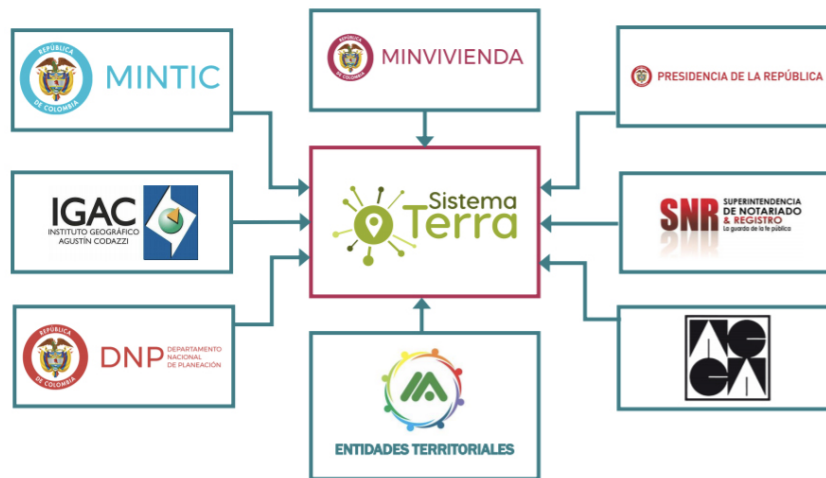 REPÚBLICA
DE COLOMBIA
MINTIC
REPÚBLICA
DE COLOMBIA
MINVIVIENDA
PRESIDENCIA DE LA REPÚBLICA
IGAC
INSTITUTO GEOGRÁFICO
AGUSTÍN CODAZZI
Sistema
Terra
SNR
SUPERINTENDENCIA
DE NOTARIADO
& REGISTRO
La guarda de la fe pública
REPÚBLICA
DE COLOMBIA
DNP
DEPARTAMENTO
NACIONAL
DE PLANEACIÓN
ENTIDADES TERRITORIALES
AC
CA